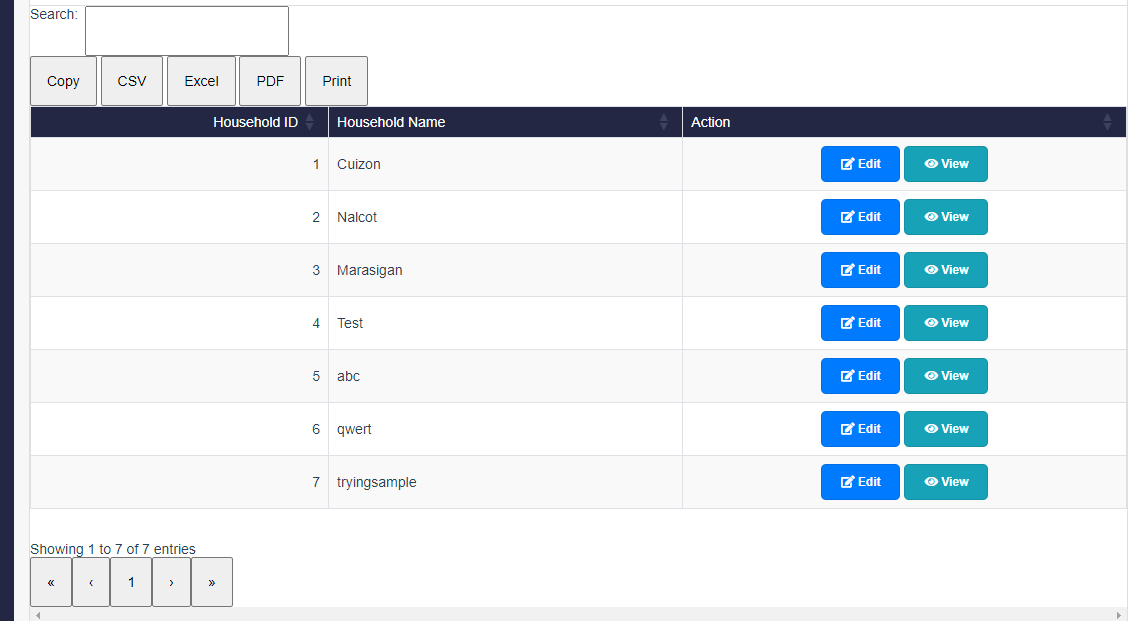 Search:
Copy CSV Excel PDF Print
Household ID Household Name Action
1 Cuizon Edit View
2 Nalcot Edit View
3 Marasigan Edit View
4 Test Edit View
5 abc Edit View
6 qwert Edit View
7 tryingsample Edit View
Showing 1 to 7 of 7 entries
« ‹ 1 › »